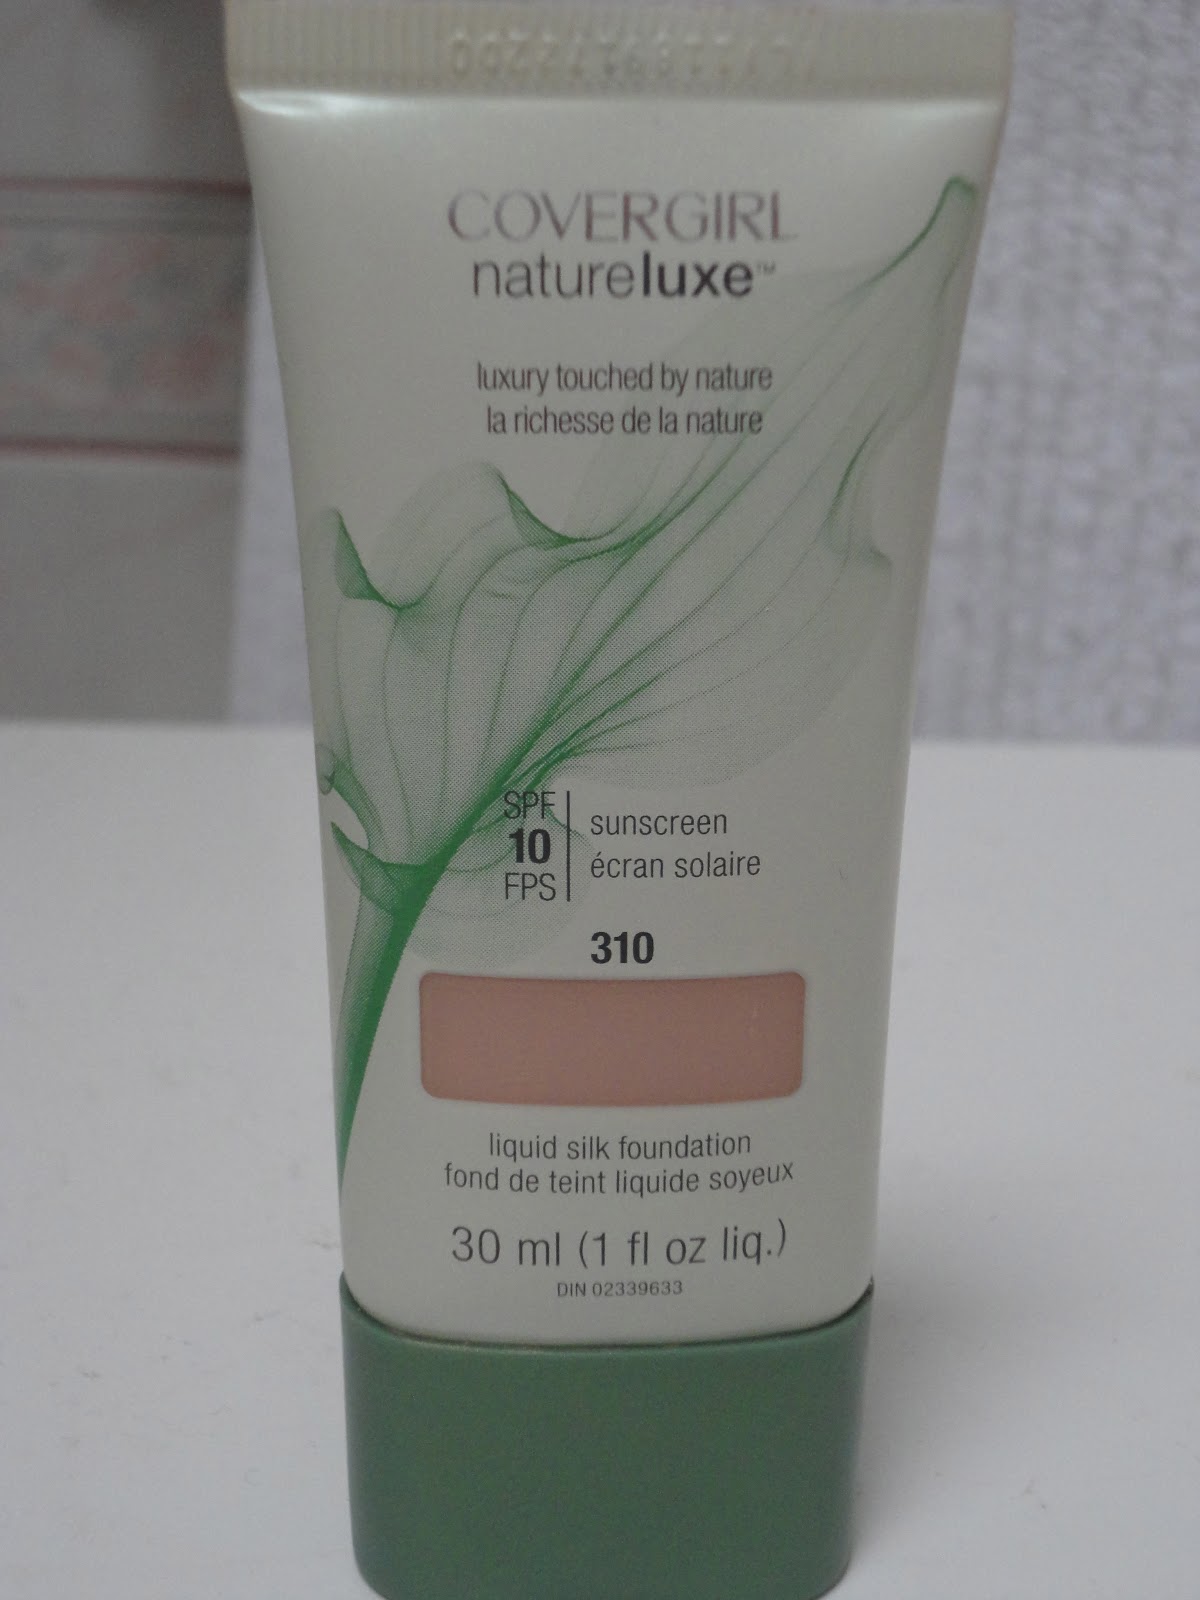 COVERGIRL
natureluxe™
luxury touched by nature
la richesse de la nature
SPF
10
FPS
sunscreen
écran solaire
310
liquid silk foundation
fond de teint liquide soyeux
30 ml (1 fl oz liq.)
DIN 02339633